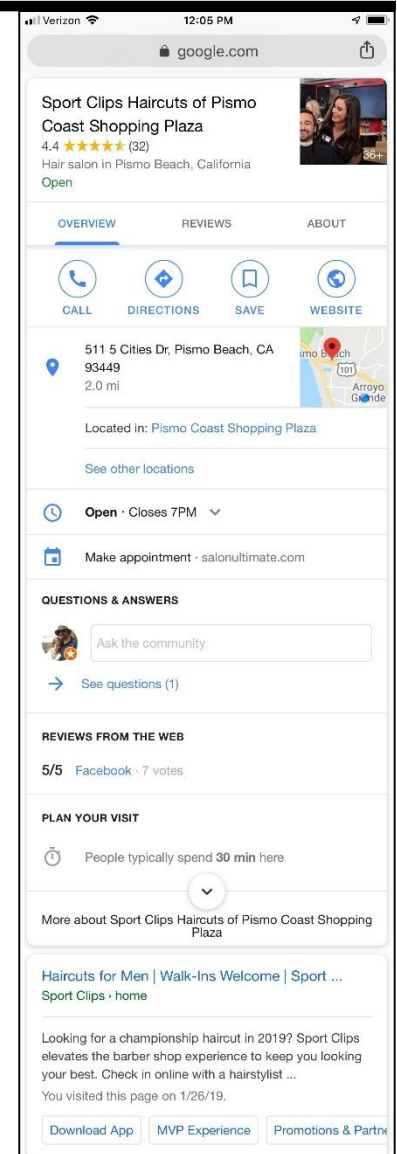 Verizon 12:05 PM
google.com
Sport Clips Haircuts of Pismo
Coast Shopping Plaza
4.4 ★★★★★ (32)
Hair salon in Pismo Beach, California
Open
36+
OVERVIEW REVIEWS ABOUT
CALL DIRECTIONS SAVE WEBSITE
511 5 Cities Dr, Pismo Beach, CA
93449
2.0 mi
101
Arroyo
Grande
Located in: Pismo Coast Shopping Plaza
See other locations
Open · Closes 7PM
Make appointment · salonultimate.com
QUESTIONS & ANSWERS
Ask the community
See questions (1)
REVIEWS FROM THE WEB
5/5 Facebook · 7 votes
PLAN YOUR VISIT
People typically spend 30 min here
More about Sport Clips Haircuts of Pismo Coast Shopping
Plaza
Haircuts for Men | Walk-Ins Welcome | Sport ...
Sport Clips › home
Looking for a championship haircut in 2019? Sport Clips
elevates the barber shop experience to keep you looking
your best. Check in online with a hairstylist ...
You visited this page on 1/26/19.
Download App MVP Experience Promotions & Partne